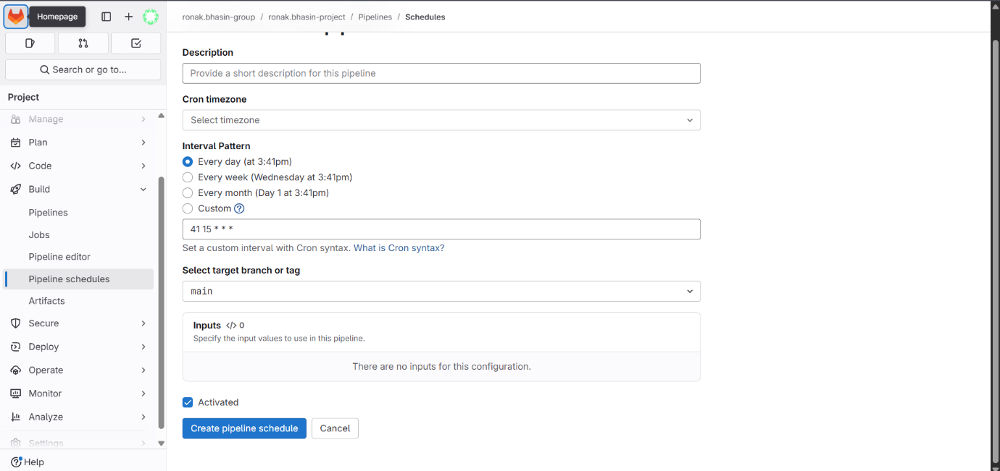 Homepage
Search or go to...
Project
Manage
Plan
Code
Build
Pipelines
Jobs
Pipeline editor
Pipeline schedules
Artifacts
Secure
Deploy
Operate
Monitor
Analyze
Settings
Help
ronak.bhasin-group / ronak.bhasin-project / Pipelines / Schedules
Description
Provide a short description for this pipeline
Cron timezone
Select timezone
Interval Pattern
Every day (at 3:41pm)
Every week (Wednesday at 3:41pm)
Every month (Day 1 at 3:41pm)
Custom
41 15 * * *
Set a custom interval with Cron syntax. What is Cron syntax?
Select target branch or tag
main
Inputs </> 0
Specify the input values to use in this pipeline.
There are no inputs for this configuration.
Activated
Create pipeline schedule Cancel